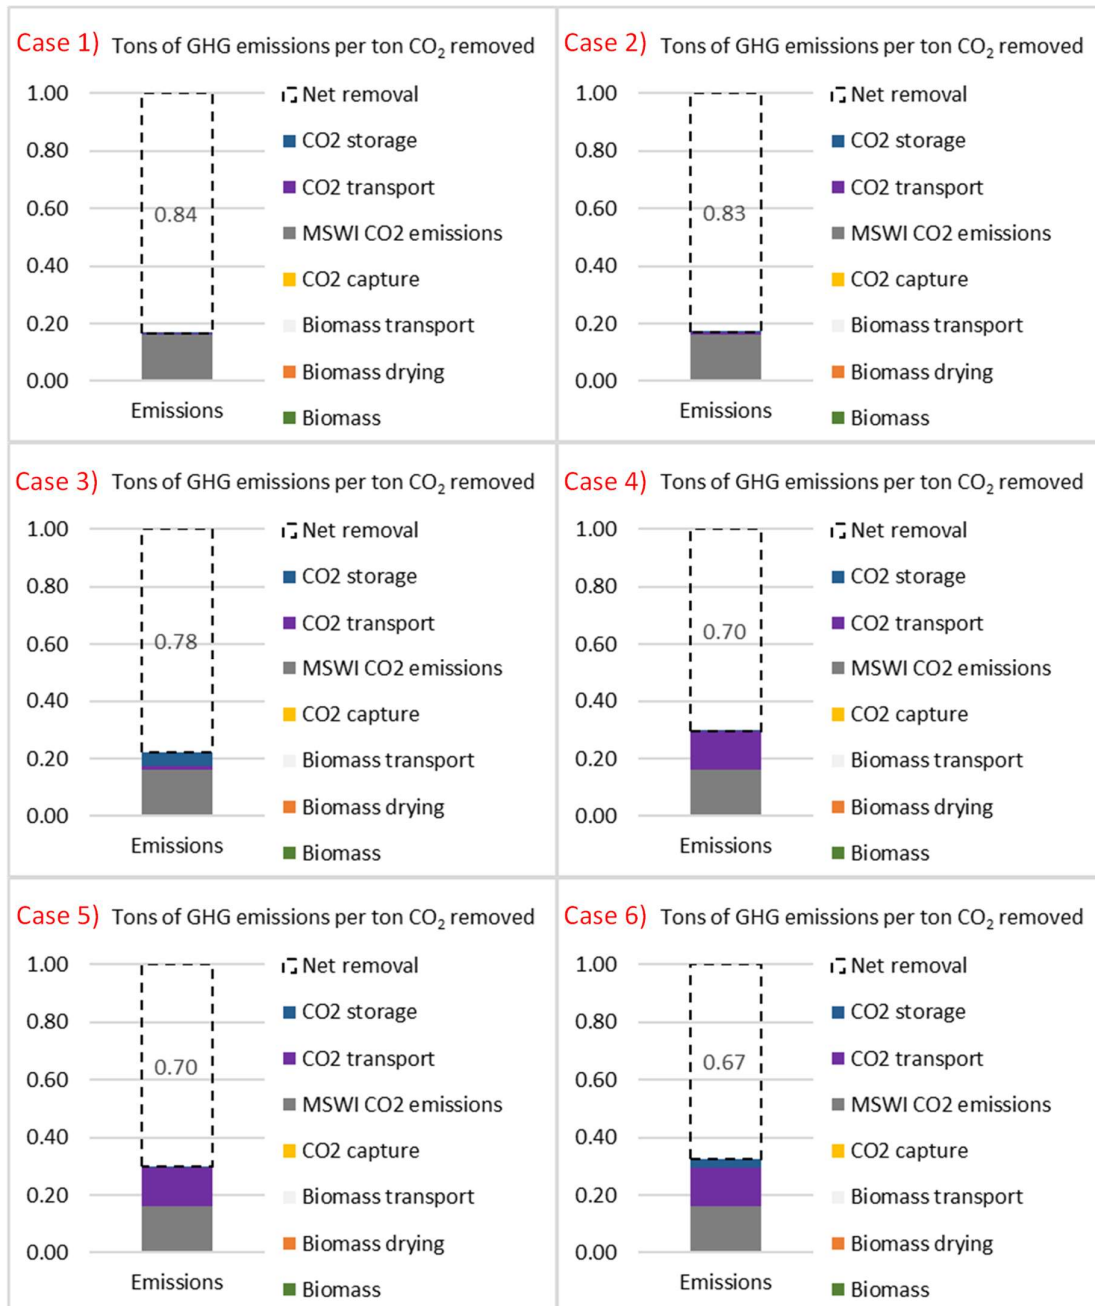 Case 1) Tons of GHG emissions per ton CO₂ removed
1.00
0.80
0.60
0.40
0.20
0.00
0.84
Emissions
Net removal
CO2 storage
CO2 transport
MSWI CO2 emissions
CO2 capture
Biomass transport
Biomass drying
Biomass
Case 2) Tons of GHG emissions per ton CO₂ removed
1.00
0.80
0.60
0.40
0.20
0.00
0.83
Emissions
Net removal
CO2 storage
CO2 transport
MSWI CO2 emissions
CO2 capture
Biomass transport
Biomass drying
Biomass
Case 3) Tons of GHG emissions per ton CO₂ removed
1.00
0.80
0.60
0.40
0.20
0.00
0.78
Emissions
Net removal
CO2 storage
CO2 transport
MSWI CO2 emissions
CO2 capture
Biomass transport
Biomass drying
Biomass
Case 4) Tons of GHG emissions per ton CO₂ removed
1.00
0.80
0.60
0.40
0.20
0.00
0.70
Emissions
Net removal
CO2 storage
CO2 transport
MSWI CO2 emissions
CO2 capture
Biomass transport
Biomass drying
Biomass
Case 5) Tons of GHG emissions per ton CO₂ removed
1.00
0.80
0.60
0.40
0.20
0.00
0.70
Emissions
Net removal
CO2 storage
CO2 transport
MSWI CO2 emissions
CO2 capture
Biomass transport
Biomass drying
Biomass
Case 6) Tons of GHG emissions per ton CO₂ removed
1.00
0.80
0.60
0.40
0.20
0.00
0.67
Emissions
Net removal
CO2 storage
CO2 transport
MSWI CO2 emissions
CO2 capture
Biomass transport
Biomass drying
Biomass